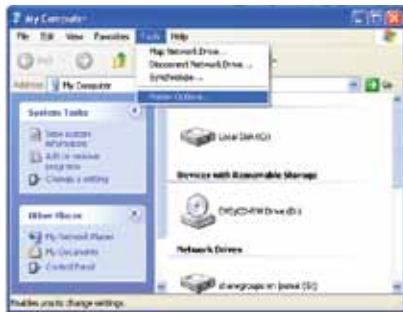 My Computer
File Edit View Favorites Tools Help
Map Network Drive...
Disconnect Network Drive...
Synchronize...
Folder Options...
Address My Computer Go
System Tasks
View system information
Add or remove programs
Change a setting
Other Places
My Network Places
My Documents
Control Panel
Local Disk (C:)
Devices with Removable Storage
DVD/CD-RW Drive (D:)
Network Drives
Enables you to change settings.